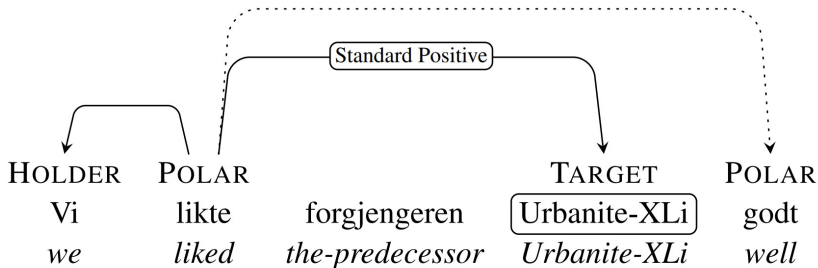 Standard Positive
HOLDER POLAR TARGET POLAR
Vi likte forgjengeren Urbanite-XLi godt
we liked the-predecessor Urbanite-XLi well